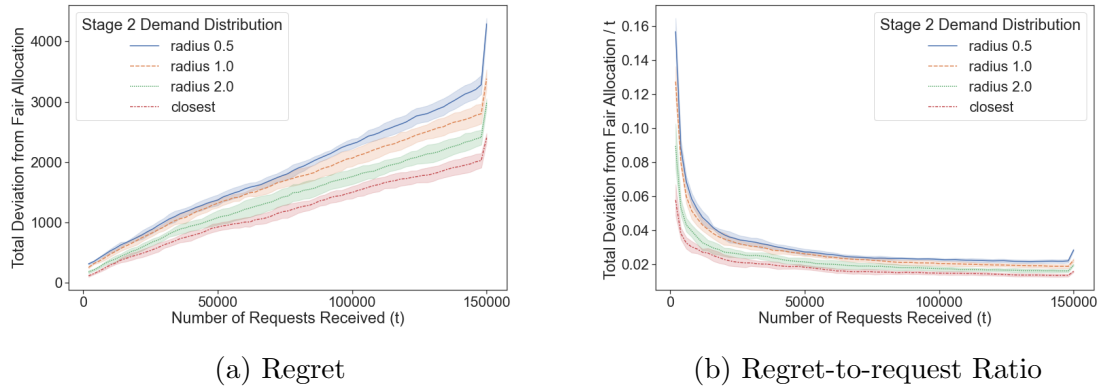 Total Deviation from Fair Allocation
4000
3000
2000
1000
0
Stage 2 Demand Distribution
radius 0.5
radius 1.0
radius 2.0
closest
0
50000
100000
150000
Number of Requests Received (t)
(a) Regret
Total Deviation from Fair Allocation / t
0.16
0.14
0.12
0.10
0.08
0.06
0.04
0.02
Stage 2 Demand Distribution
radius 0.5
radius 1.0
radius 2.0
closest
0
50000
100000
150000
Number of Requests Received (t)
(b) Regret-to-request Ratio